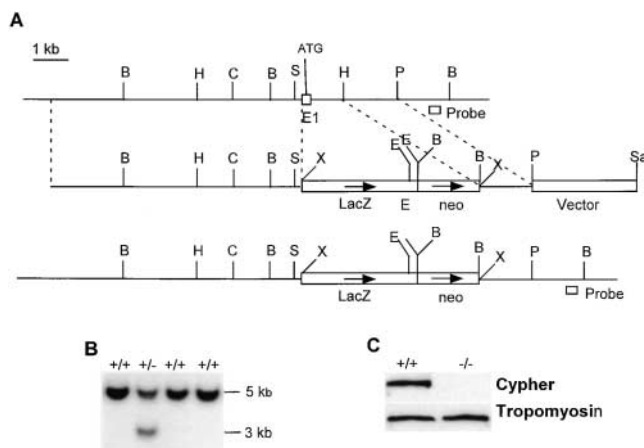 A
1 kb
ATG
B H C B S H P B
E1 Probe
E E B
B H C B S X B X P Sa
LacZ E neo Vector
E B
B H C B S X B X P B
LacZ neo Probe
B
+/+ +/- +/+ +/+
5 kb
3 kb
C
+/+ -/-
Cypher
Tropomyosin